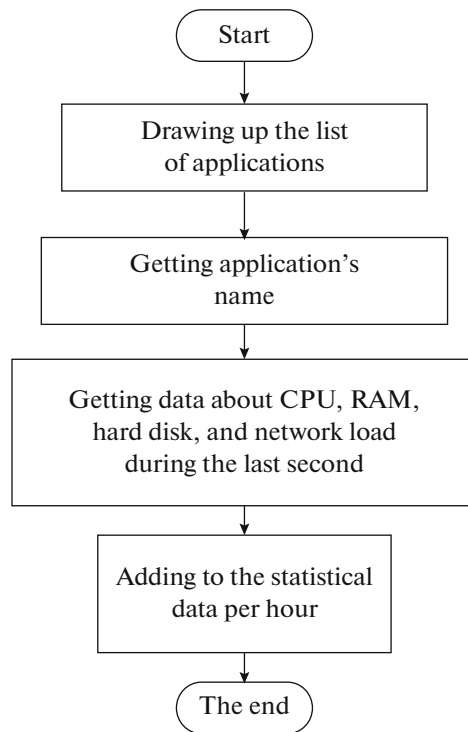 Start
Drawing up the list
of applications
Getting application’s
name
Getting data about CPU, RAM,
hard disk, and network load
during the last second
Adding to the statistical
data per hour
The end